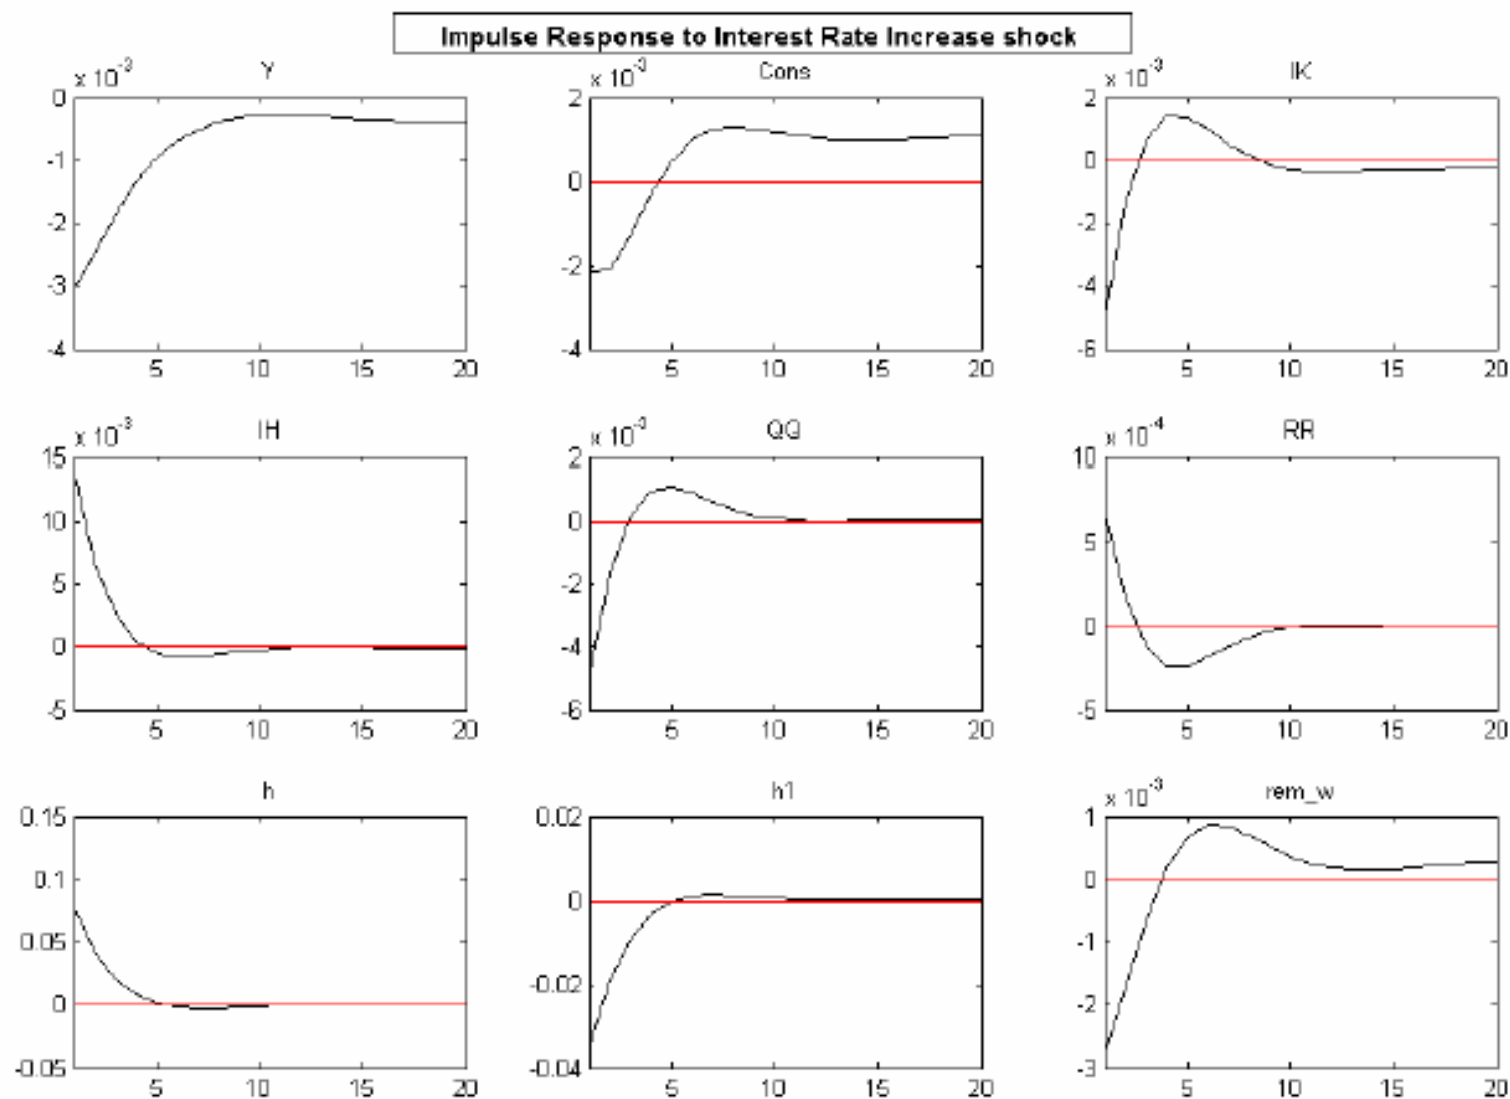 Impulse Response to Interest Rate Increase shock
x 10^-3 Y
0
-1
-2
-3
-4
5 10 15 20
x 10^-3 Cons
2
0
-2
-4
5 10 15 20
x 10^-3 IK
2
0
-2
-4
-6
5 10 15 20
x 10^-3 IH
15
10
5
0
-5
5 10 15 20
x 10^-3 QQ
2
0
-2
-4
-6
5 10 15 20
x 10^-4 RR
10
5
0
-5
5 10 15 20
h
0.15
0.1
0.05
0
-0.05
5 10 15 20
h1
0.02
0
-0.02
-0.04
5 10 15 20
x 10^-3 rem_w
1
0
-1
-2
-3
5 10 15 20